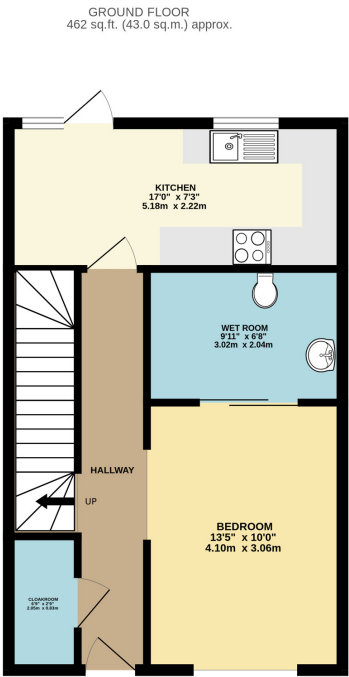 GROUND FLOOR
462 sq.ft. (43.0 sq.m.) approx.
KITCHEN
17'0" x 7'3"
5.18m x 2.22m
WET ROOM
9'11" x 6'8"
3.02m x 2.04m
HALLWAY
UP
BEDROOM
13'5" x 10'0"
4.10m x 3.06m
CLOAKROOM